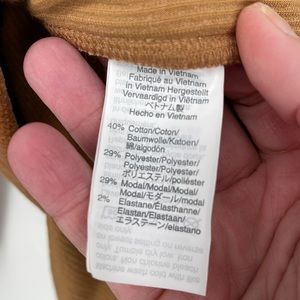 Made in Vietnam
Fabriqué au Vietnam
in Vietnam Hergestellt
Vervaardigd in Viëtnam
ベトナム製
Hecho en Vietnam
40% Cotton/Coton/
Baumwolle/Katoen/
綿/algodón
29% Polyester/Polyester/
Polyester/Polyester/
ポリエステル/poliéster
29% Modal/Modal/Modal/
Modal/モダール/modal
2% Elastane/Élasthanne/
Elastan/Elastaan/
エラステーン/elastano